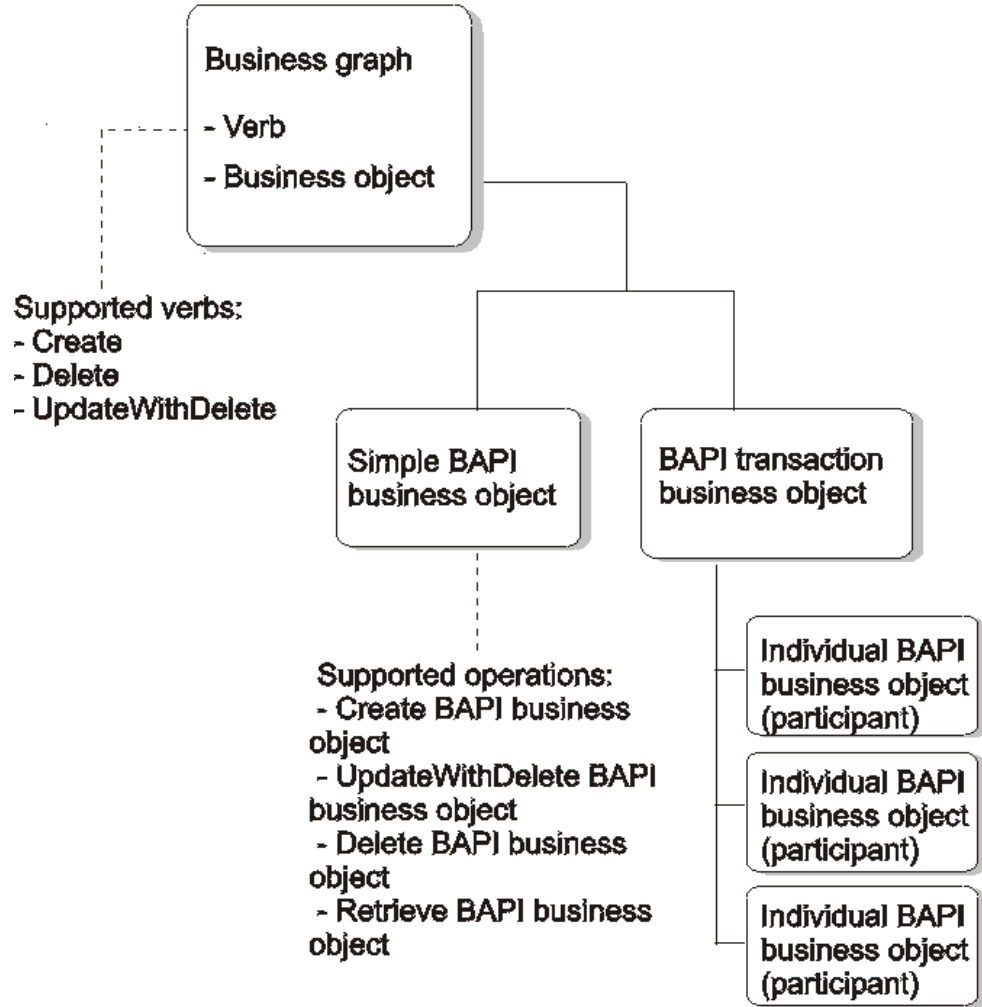 Business graph
- Verb
- Business object
Supported verbs:
- Create
- Delete
- UpdateWithDelete
Simple BAPI
business object
BAPI transaction
business object
Supported operations:
- Create BAPI business
object
- UpdateWithDelete BAPI
business object
- Delete BAPI business
object
- Retrieve BAPI business
object
Individual BAPI
business object
(participant)
Individual BAPI
business object
(participant)
Individual BAPI
business object
(participant)